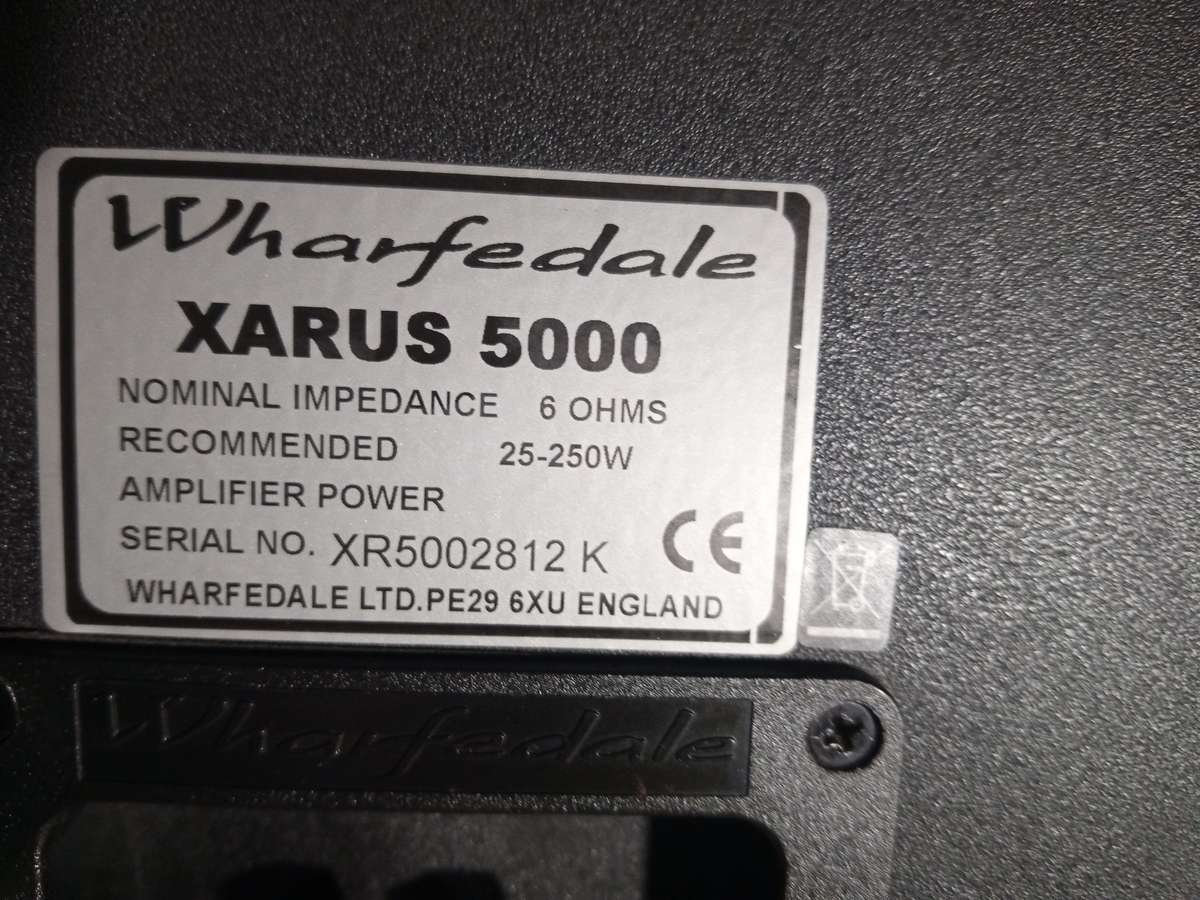 Wharfedale
XARUS 5000
NOMINAL IMPEDANCE 6 OHMS
RECOMMENDED 25-250W
AMPLIFIER POWER
SERIAL NO. XR5002812 K
CE
WHARFEDALE LTD.PE29 6XU ENGLAND
Wharfedale